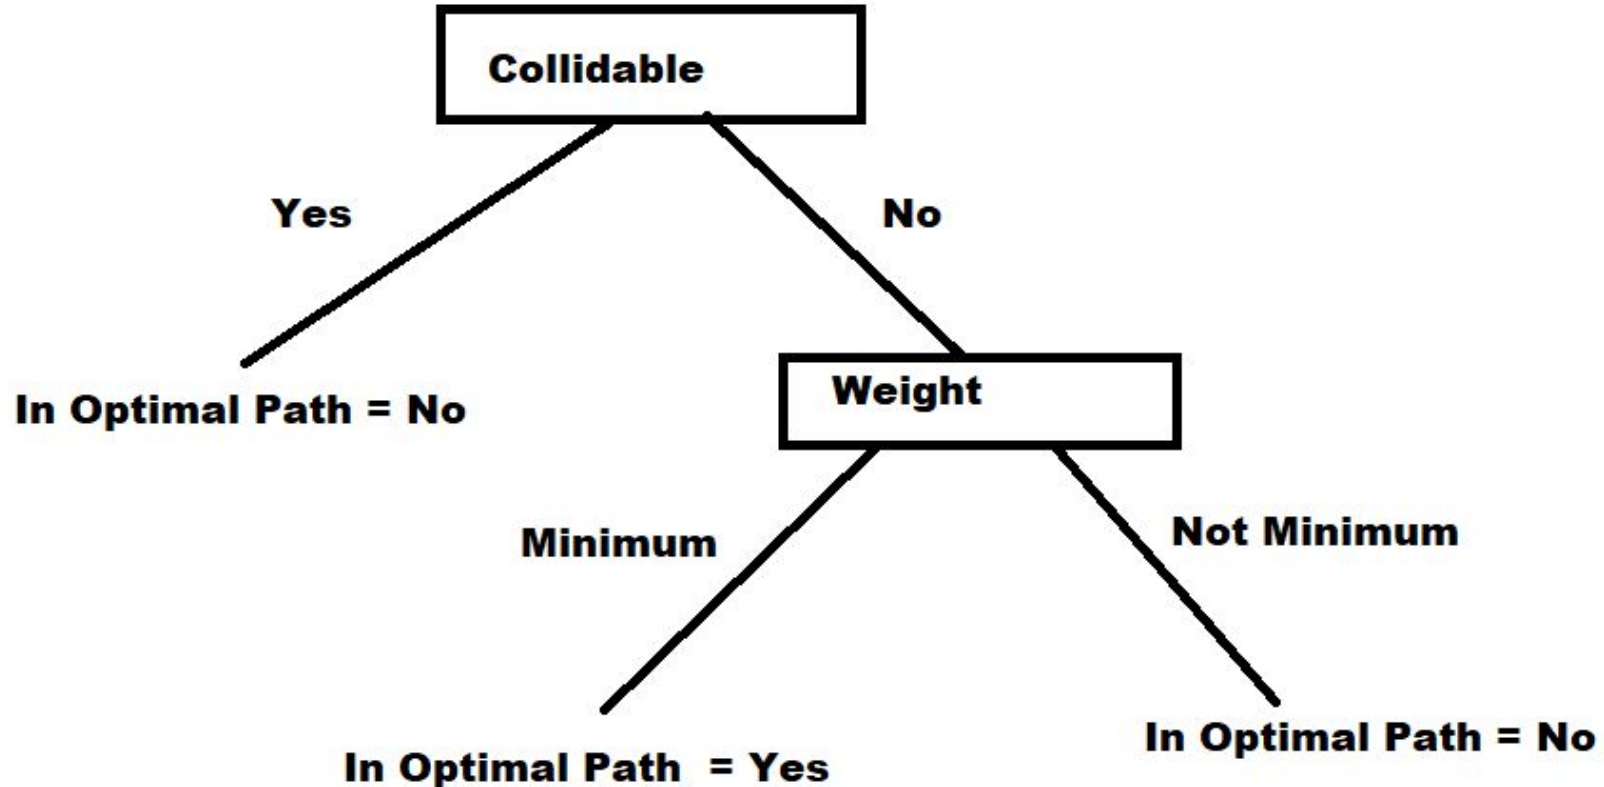 Collidable
Yes
No
In Optimal Path = No
Weight
Minimum
Not Minimum
In Optimal Path = Yes
In Optimal Path = No